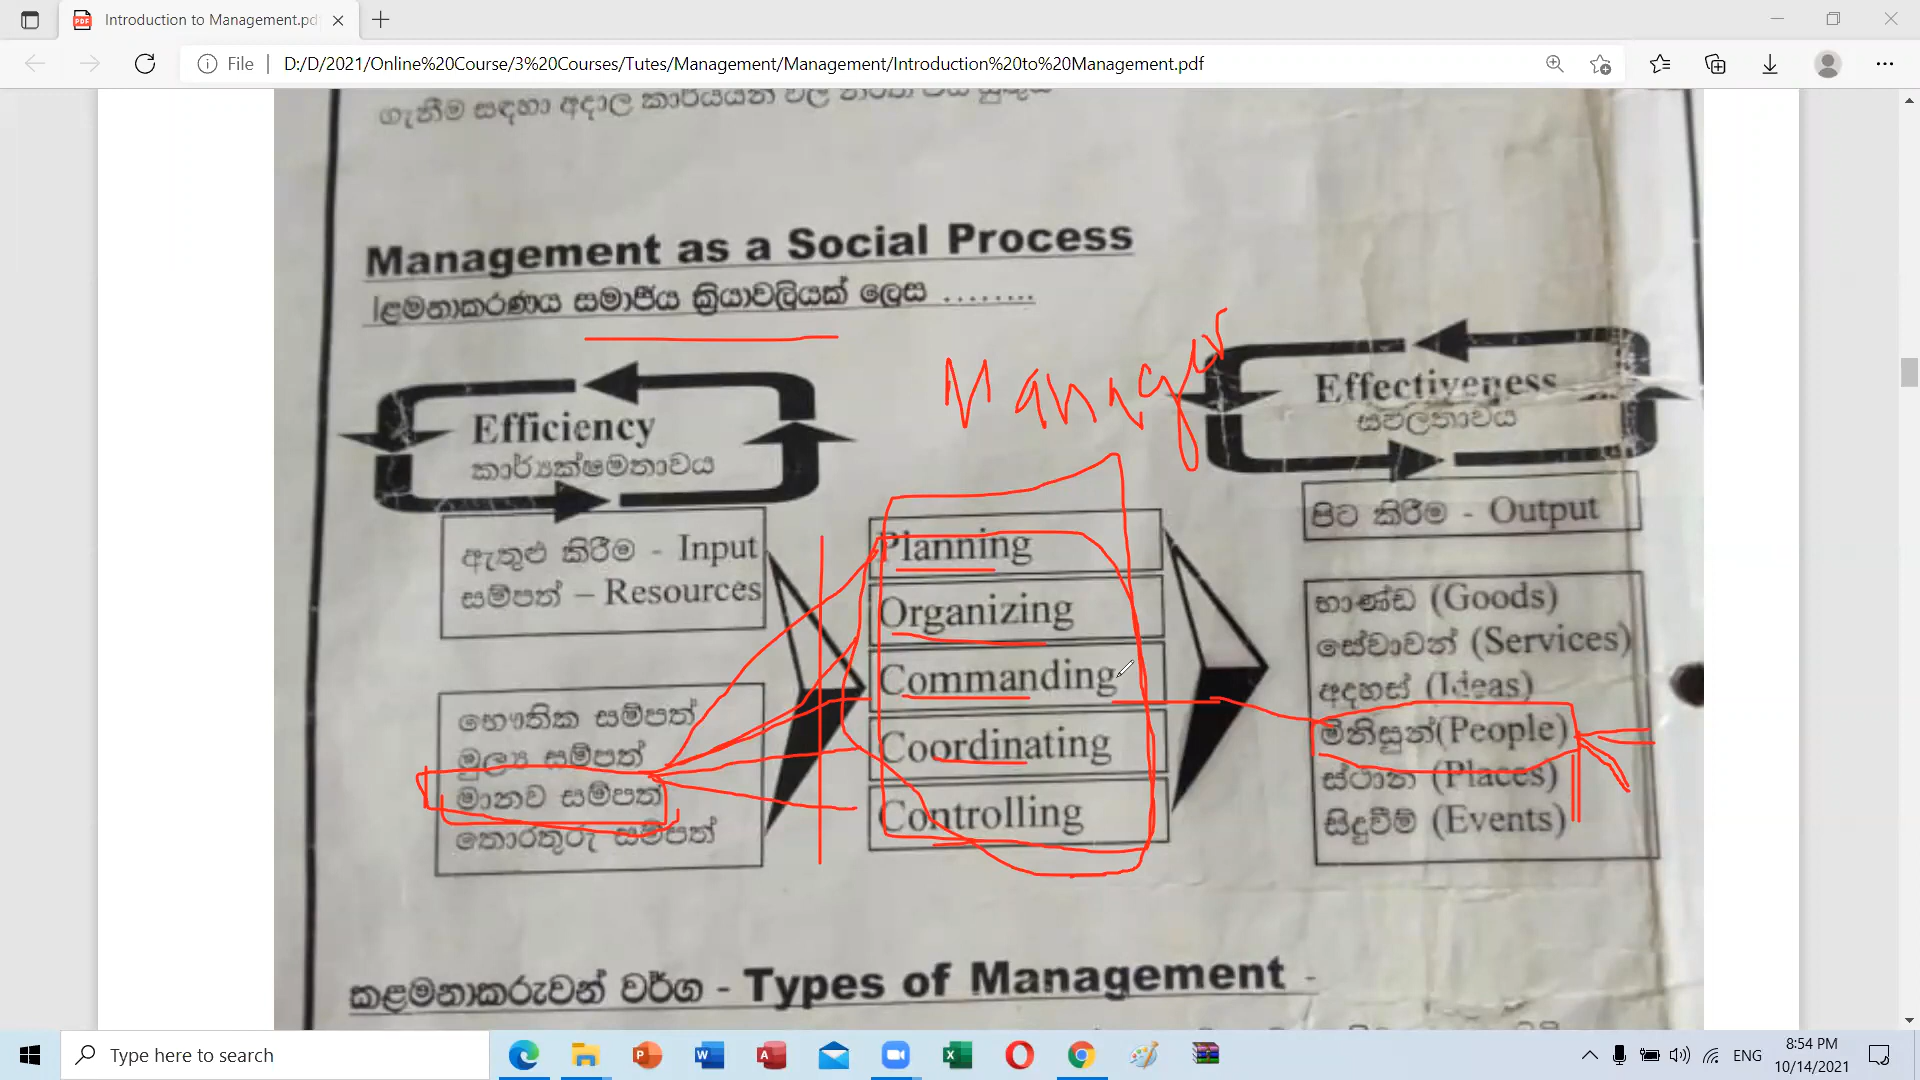 Introduction to Management.pd
File
D:/D/2021/Online%20Course/3%20Courses/Tutes/Management/Management/Introduction%20to%20Management.pdf
ගැනීම සඳහා අදාල
Management as a Social Process
ළමනාකරණය සමාජීය ක්‍රියාවලියක් ලෙස ........
Manager
Efficiency
කාර්යක්ෂමතාවය
Effectiveness
සඵලතාවය
ඇතුළු කිරීම - Input
සම්පත් – Resources
භෞතික සම්පත්
මුල්‍ය සම්පත්
මානව සම්පත්
තොරතුරු සම්පත්
Planning
Organizing
Commanding
Coordinating
Controlling
පිට කිරීම - Output
භාණ්ඩ (Goods)
සේවාවන් (Services)
අදහස් (Ideas)
මිනිසුන්(People)
ස්ථාන (Places)
සිදුවීම් (Events)
කළමනාකරුවන් වර්ග - Types of Management -
Type here to search
ENG
8:54 PM
10/14/2021